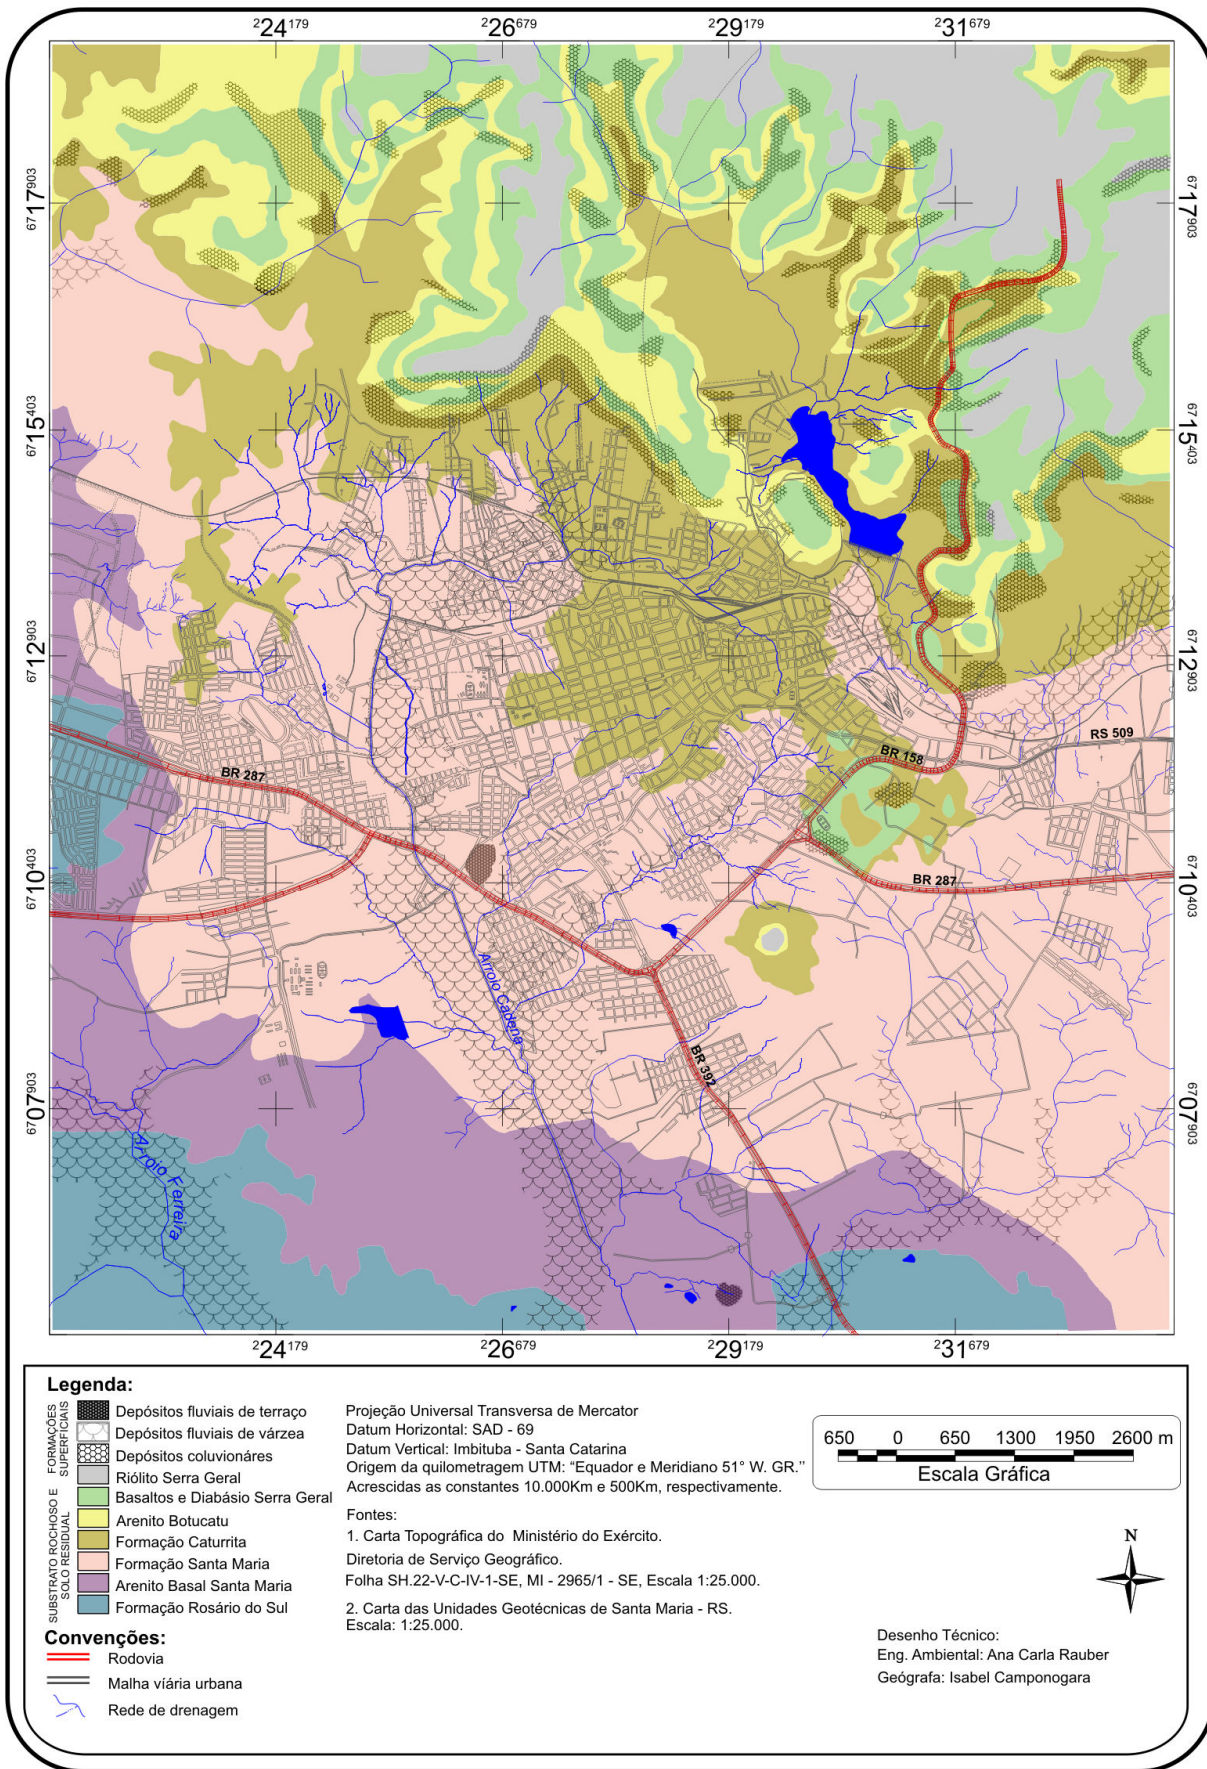 224179 226679 229179 231679
6717903 6717903
6715403 6715403
6712903 6712903
RS 509
BR 158
BR 287
BR 287
6710403 6710403
Arroio Cadena
BR 392
6707903 6707903
Arroio Ferreira
224179 226679 229179 231679
Legenda:
FORMAÇÕES SUPERFICIAIS
Depósitos fluviais de terraço
Depósitos fluviais de várzea
Depósitos coluvionáres
SUBSTRATO ROCHOSO E SOLO RESIDUAL
Riólito Serra Geral
Basaltos e Diabásio Serra Geral
Arenito Botucatu
Formação Caturrita
Formação Santa Maria
Arenito Basal Santa Maria
Formação Rosário do Sul
Convenções:
Rodovia
Malha víária urbana
Rede de drenagem
Projeção Universal Transversa de Mercator
Datum Horizontal: SAD - 69
Datum Vertical: Imbituba - Santa Catarina
Origem da quilometragem UTM: “Equador e Meridiano 51° W. GR.”
Acrescidas as constantes 10.000Km e 500Km, respectivamente.
Fontes:
1. Carta Topográfica do Ministério do Exército.
Diretoria de Serviço Geográfico.
Folha SH.22-V-C-IV-1-SE, MI - 2965/1 - SE, Escala 1:25.000.
2. Carta das Unidades Geotécnicas de Santa Maria - RS.
Escala: 1:25.000.
650 0 650 1300 1950 2600 m
Escala Gráfica
N
Desenho Técnico:
Eng. Ambiental: Ana Carla Rauber
Geógrafa: Isabel Camponogara